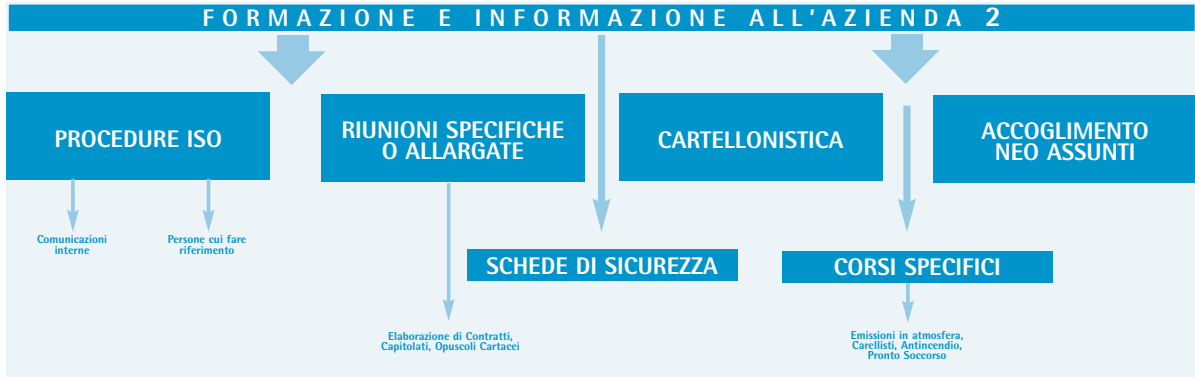 FORMAZIONE E INFORMAZIONE ALL'AZIENDA 2
PROCEDURE ISO
RIUNIONI SPECIFICHE
O ALLARGATE
CARTELLONISTICA
ACCOGLIMENTO
NEO ASSUNTI
Comunicazioni
interne
Persone cui fare
riferimento
SCHEDE DI SICUREZZA
CORSI SPECIFICI
Elaborazione di Contratti,
Capitolati, Opuscoli Cartacei
Emissioni in atmosfera,
Carellisti, Antincendio,
Pronto Soccorso